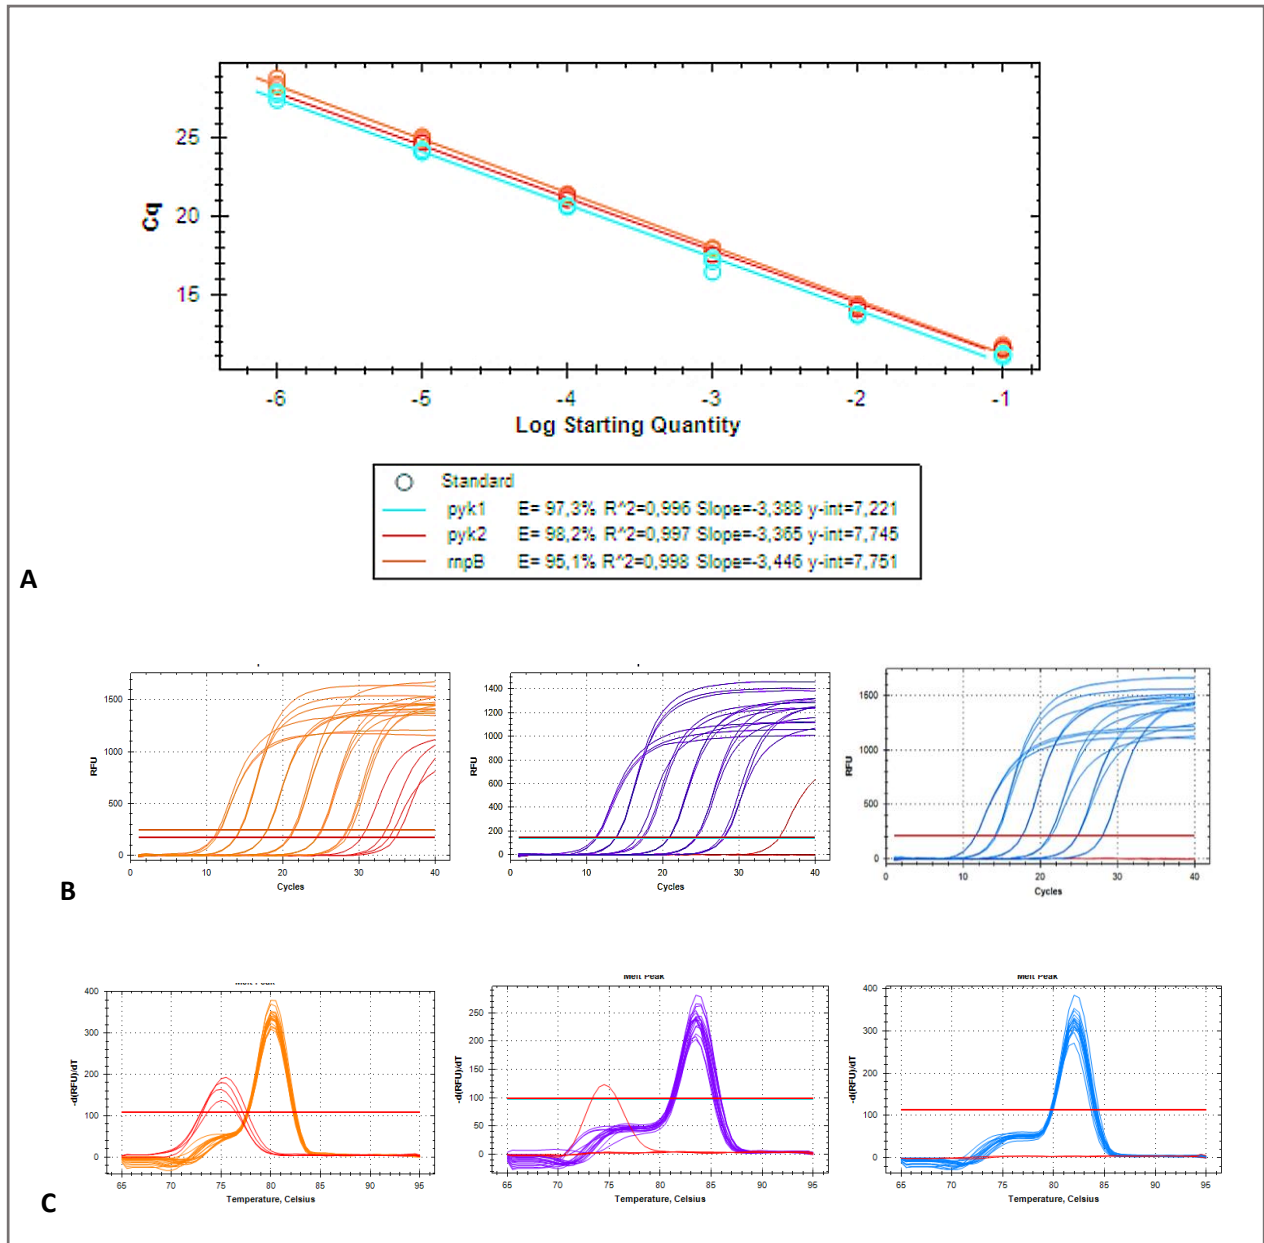 25
20
15
Cq
-6 -5 -4 -3 -2 -1
Log Starting Quantity
Standard
pyk1 E= 97,3% R^2=0,996 Slope=-3,388 y-int=7,221
pyk2 E= 98,2% R^2=0,997 Slope=-3,365 y-int=7,745
rnpB E= 95,1% R^2=0,998 Slope=-3,446 y-int=7,751
A
1500
1000
500
0
RFU
0 10 20 30 40
Cycles
1400
1200
1000
800
600
400
200
0
RFU
0 10 20 30 40
Cycles
1500
1000
500
0
RFU
0 10 20 30 40
Cycles
B
400
300
200
100
0
-d(RFU)/dT
65 70 75 80 85 90 95
Temperature, Celsius
Melt Peak
250
200
150
100
50
0
-d(RFU)/dT
65 70 75 80 85 90 95
Temperature, Celsius
Melt Peak
400
300
200
100
0
-d(RFU)/dT
65 70 75 80 85 90 95
Temperature, Celsius
C